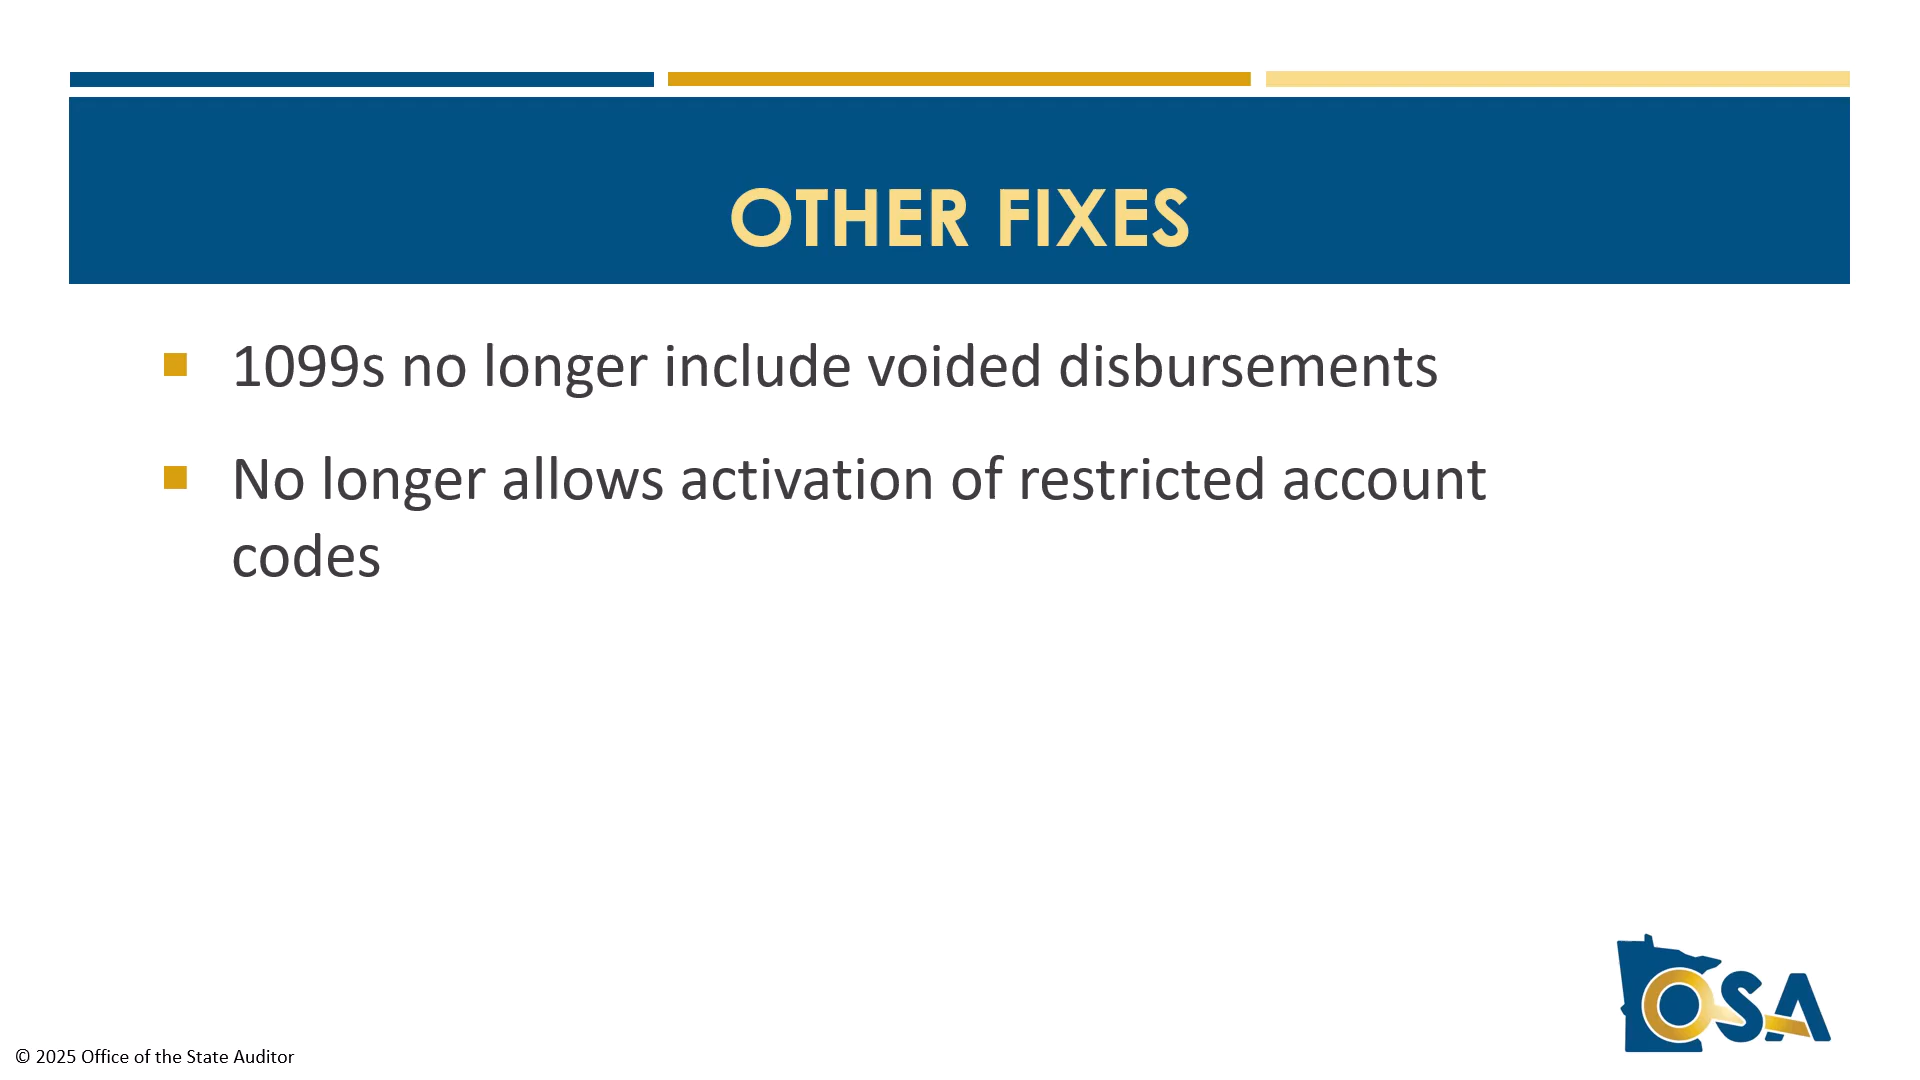 OTHER FIXES
1099s no longer include voided disbursements
No longer allows activation of restricted account
codes
OSA
© 2025 Office of the State Auditor